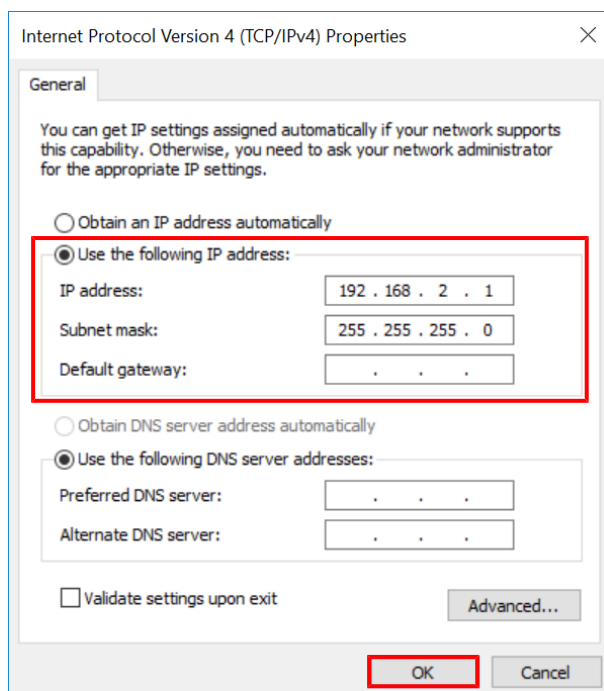 Internet Protocol Version 4 (TCP/IPv4) Properties
General
You can get IP settings assigned automatically if your network supports
this capability. Otherwise, you need to ask your network administrator
for the appropriate IP settings.
Obtain an IP address automatically
Use the following IP address:
IP address: 192 . 168 . 2 . 1
Subnet mask: 255 . 255 . 255 . 0
Default gateway: . . .
Obtain DNS server address automatically
Use the following DNS server addresses:
Preferred DNS server: . . .
Alternate DNS server: . . .
Validate settings upon exit
Advanced...
OK Cancel